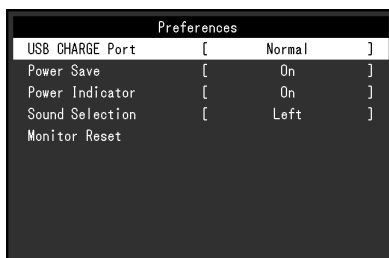 Preferences
USB CHARGE Port [ Normal ]
Power Save [ On ]
Power Indicator [ On ]
Sound Selection [ Left ]
Monitor Reset